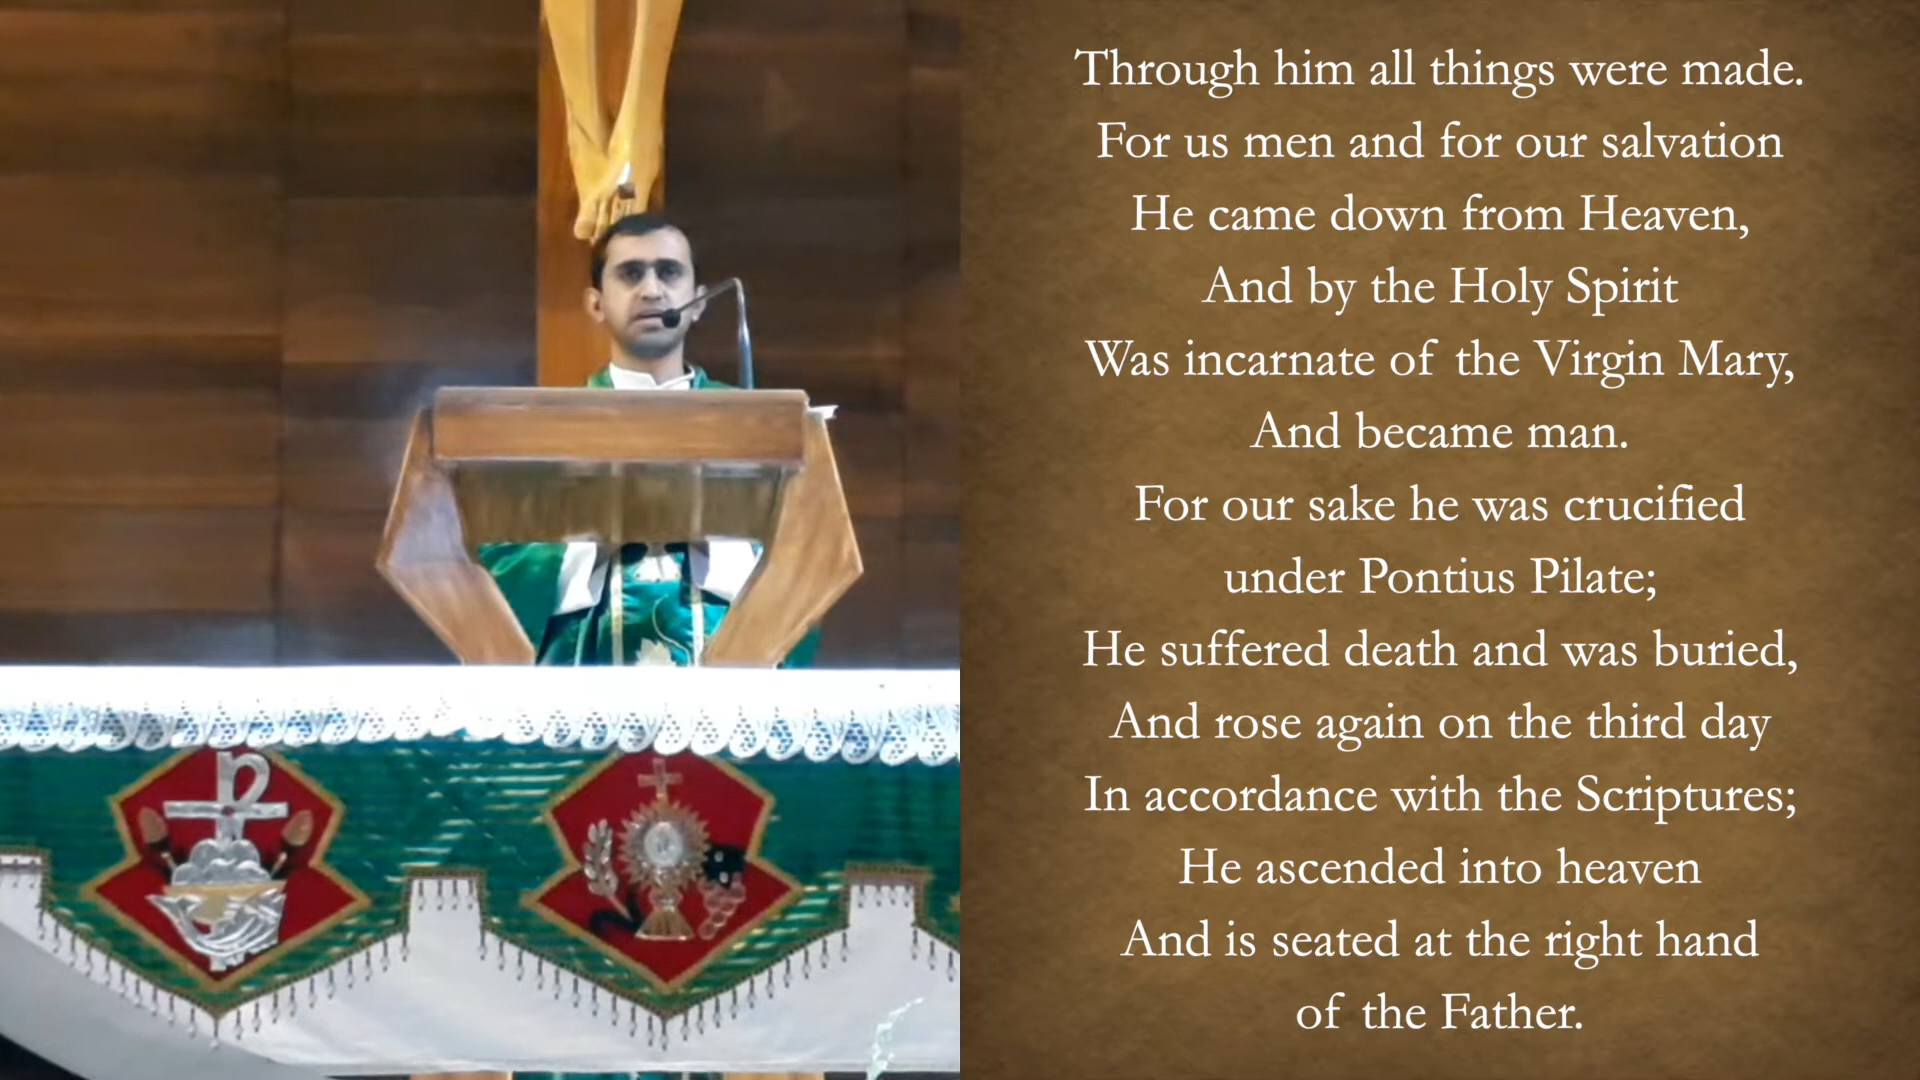 Through him all things were made.
For us men and for our salvation
He came down from Heaven,
And by the Holy Spirit
Was incarnate of the Virgin Mary,
And became man.
For our sake he was crucified
under Pontius Pilate;
He suffered death and was buried,
And rose again on the third day
In accordance with the Scriptures;
He ascended into heaven
And is seated at the right hand
of the Father.